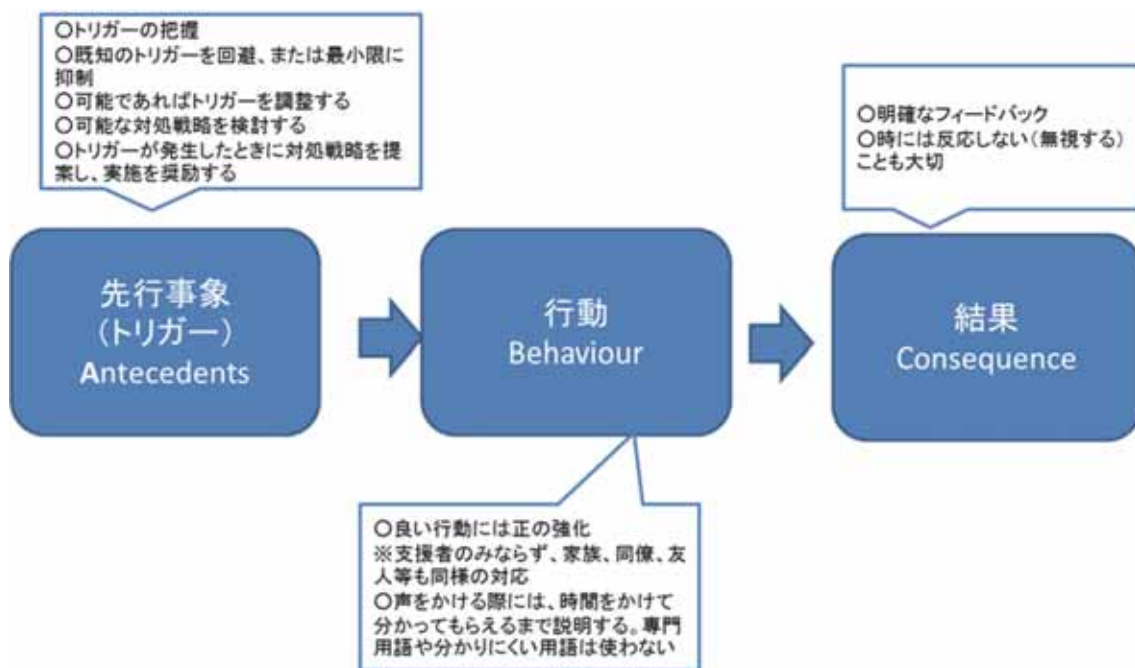 ○トリガーの把握
○既知のトリガーを回避、または最小限に
抑制
○可能であればトリガーを調整する
○可能な対処戦略を検討する
○トリガーが発生したときに対処戦略を提
案し、実施を奨励する
○明確なフィードバック
○時には反応しない(無視する)
ことも大切
先行事象
(トリガー)
Antecedents
行動
Behaviour
結果
Consequence
○良い行動には正の強化
※支援者のみならず、家族、同僚、友
人等も同様の対応
○声をかける際には、時間をかけて
分かってもらえるまで説明する。専門
用語や分かりにくい用語は使わない